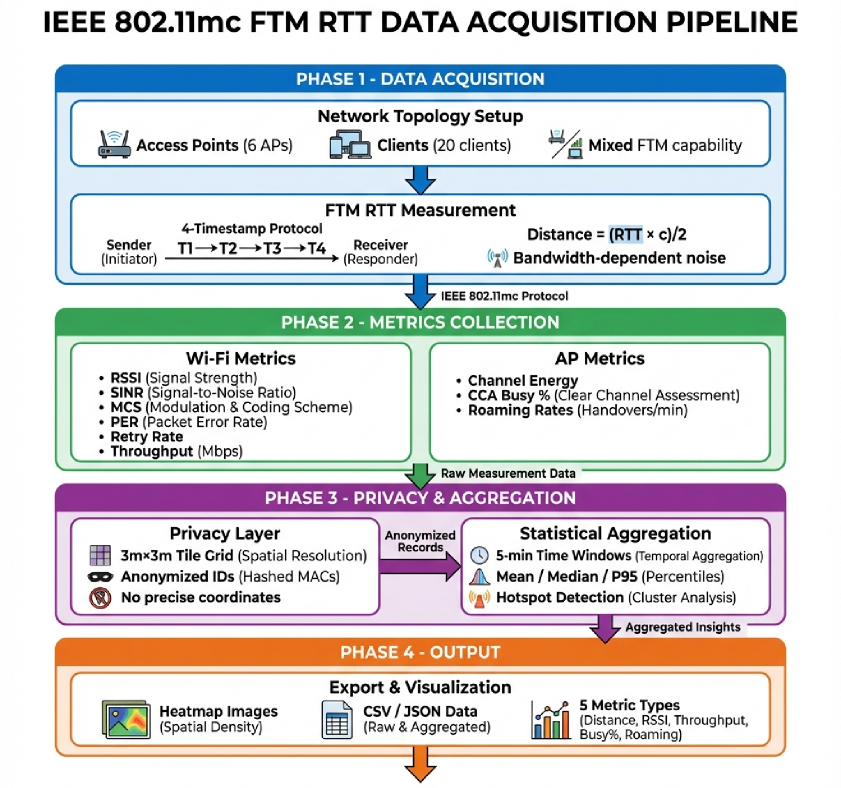 IEEE 802.11mc FTM RTT DATA ACQUISITION PIPELINE
PHASE 1 - DATA ACQUISITION
Network Topology Setup
Access Points (6 APs)
Clients (20 clients)
Mixed FTM capability
FTM RTT Measurement
4-Timestamp Protocol
Sender
(Initiator)
T1→T2→T3→T4
Receiver
(Responder)
Distance = (RTT × c)/2
Bandwidth-dependent noise
IEEE 802.11mc Protocol
PHASE 2 - METRICS COLLECTION
Wi-Fi Metrics
• RSSI (Signal Strength)
• SINR (Signal-to-Noise Ratio)
• MCS (Modulation & Coding Scheme)
• PER (Packet Error Rate)
• Retry Rate
• Throughput (Mbps)
AP Metrics
• Channel Energy
• CCA Busy % (Clear Channel Assessment)
• Roaming Rates (Handovers/min)
Raw Measurement Data
PHASE 3 - PRIVACY & AGGREGATION
Privacy Layer
3m×3m Tile Grid (Spatial Resolution)
Anonymized IDs (Hashed MACs)
No precise coordinates
Anonymized
Records
Statistical Aggregation
5-min Time Windows (Temporal Aggregation)
Mean / Median / P95 (Percentiles)
Hotspot Detection (Cluster Analysis)
Aggregated Insights
PHASE 4 - OUTPUT
Export & Visualization
Heatmap Images
(Spatial Density)
CSV / JSON Data
(Raw & Aggregated)
5 Metric Types
(Distance, RSSI, Throughput,
Busy%, Roaming)